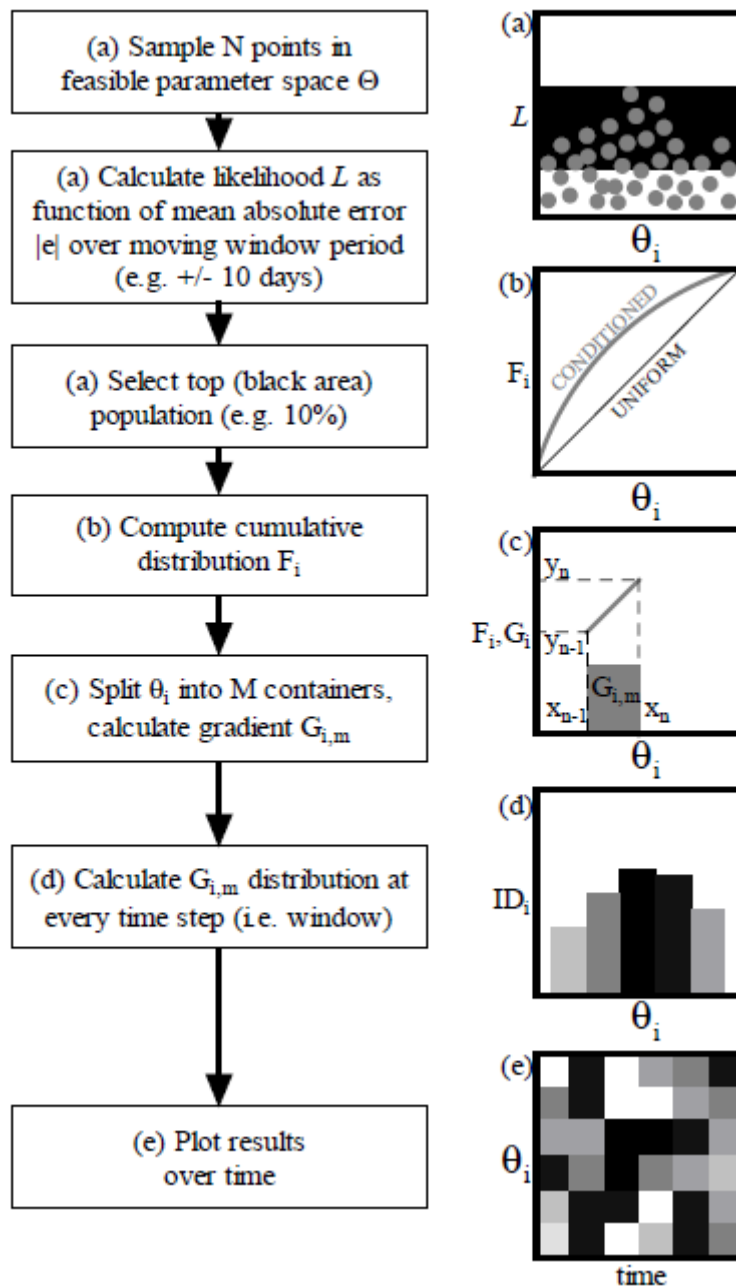 (a) Sample N points in
feasible parameter space Θ
(a) Calculate likelihood L as
function of mean absolute error
|e| over moving window period
(e.g. +/- 10 days)
(a) Select top (black area)
population (e.g. 10%)
(b) Compute cumulative
distribution Fi
(c) Split θi into M containers,
calculate gradient Gi,m
(d) Calculate Gi,m distribution at
every time step (i.e. window)
(e) Plot results
over time
(a)
L
θi
(b)
CONDITIONED
Fi
UNIFORM
θi
(c)
yn
Fi, Gi
yn-1
Gi,m
xn-1
xn
θi
(d)
IDi
θi
(e)
θi
time